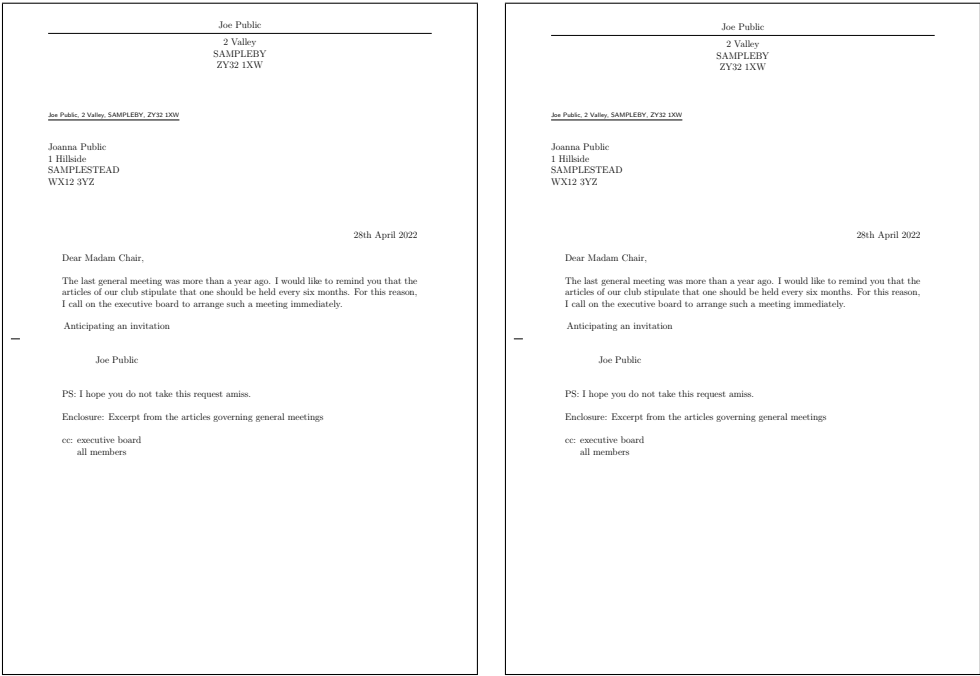 Joe Public
2 Valley
SAMPLEBY
ZY32 1XW
Joe Public, 2 Valley, SAMPLEBY, ZY32 1XW
Joanna Public
1 Hillside
SAMPLESTEAD
WX12 3YZ
28th April 2022
Dear Madam Chair,
The last general meeting was more than a year ago. I would like to remind you that the
articles of our club stipulate that one should be held every six months. For this reason,
I call on the executive board to arrange such a meeting immediately.
Anticipating an invitation
Joe Public
PS: I hope you do not take this request amiss.
Enclosure: Excerpt from the articles governing general meetings
cc: executive board
all members
Joe Public
2 Valley
SAMPLEBY
ZY32 1XW
Joe Public, 2 Valley, SAMPLEBY, ZY32 1XW
Joanna Public
1 Hillside
SAMPLESTEAD
WX12 3YZ
28th April 2022
Dear Madam Chair,
The last general meeting was more than a year ago. I would like to remind you that the
articles of our club stipulate that one should be held every six months. For this reason,
I call on the executive board to arrange such a meeting immediately.
Anticipating an invitation
Joe Public
PS: I hope you do not take this request amiss.
Enclosure: Excerpt from the articles governing general meetings
cc: executive board
all members